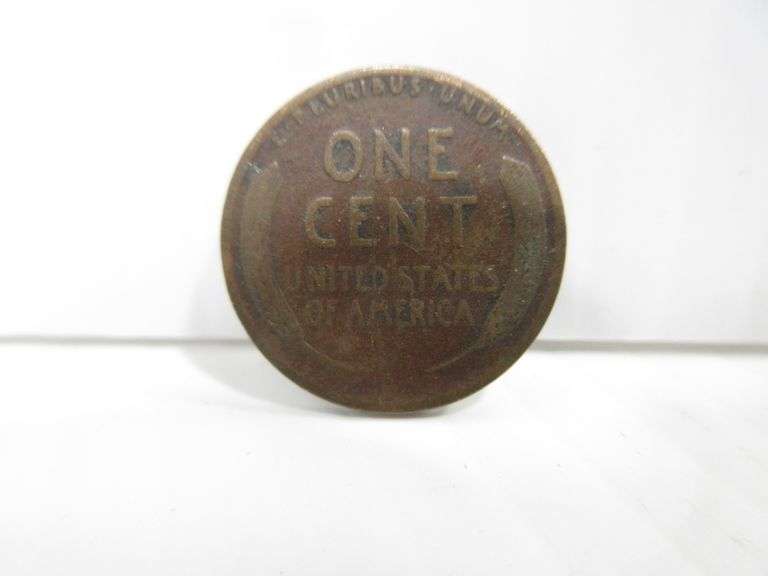 E PLURIBUS · UNUM
ONE
CENT
UNITED STATES
OF AMERICA